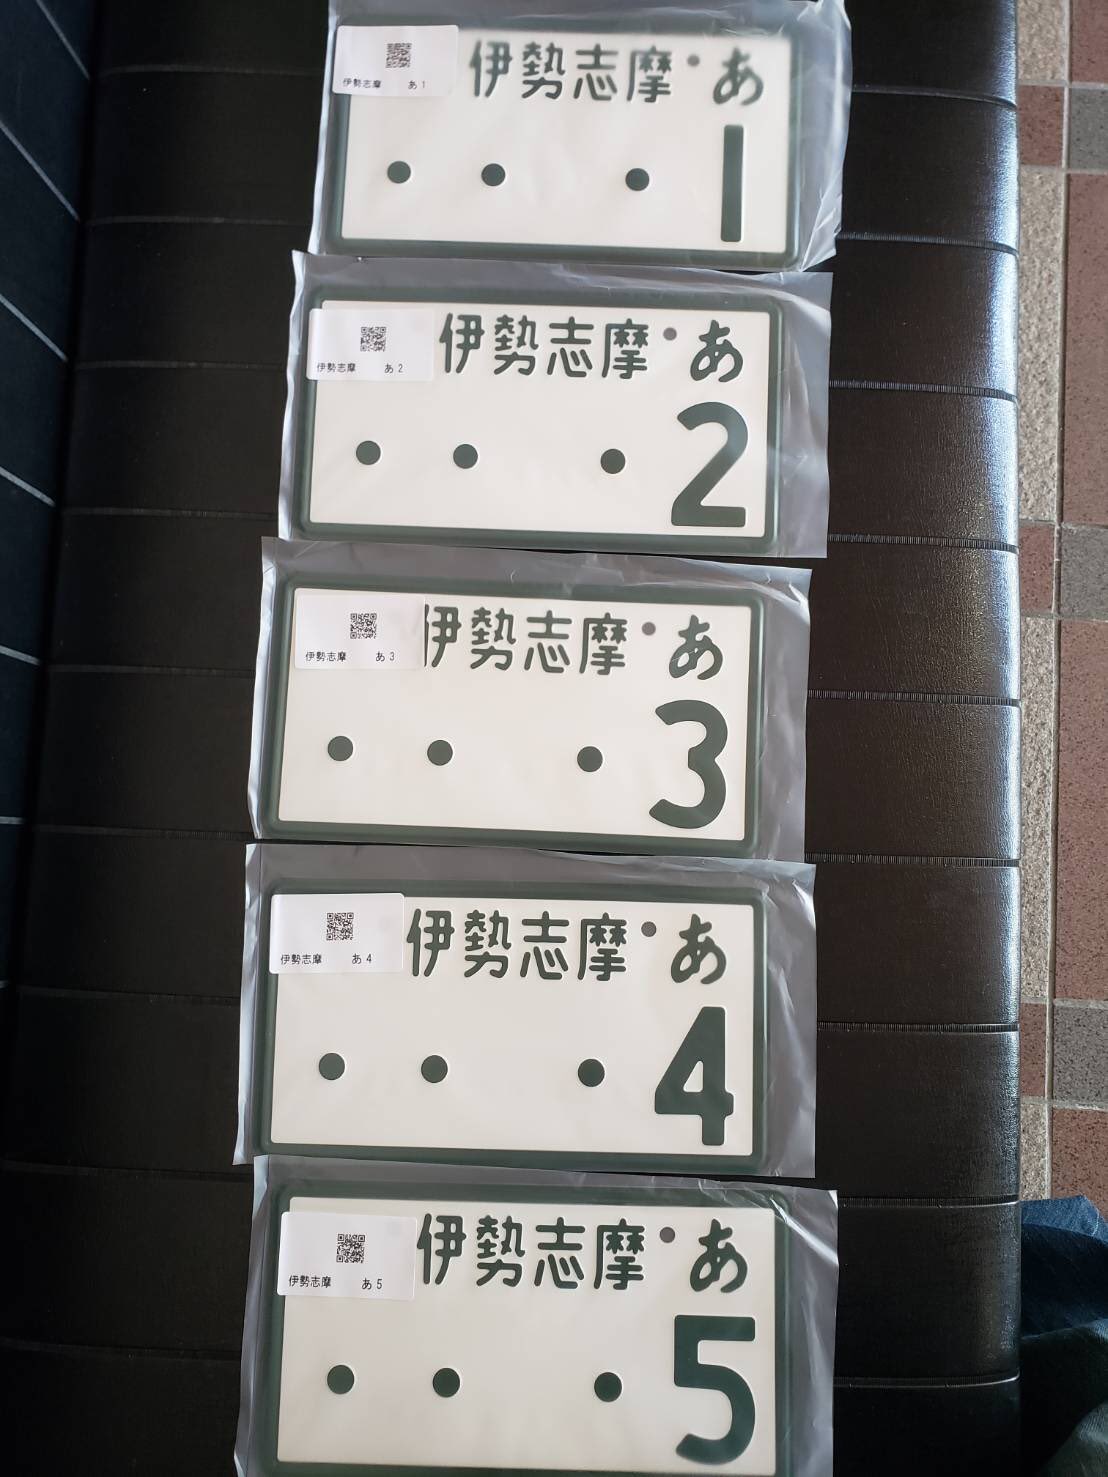 伊勢志摩 あ 1
伊勢志摩 あ
・・ ・1
伊勢志摩 あ 2
伊勢志摩 あ
・・ ・2
伊勢志摩 あ 3
伊勢志摩 あ
・・ ・3
伊勢志摩 あ 4
伊勢志摩 あ
・・ ・4
伊勢志摩 あ 5
伊勢志摩 あ
・・ ・5